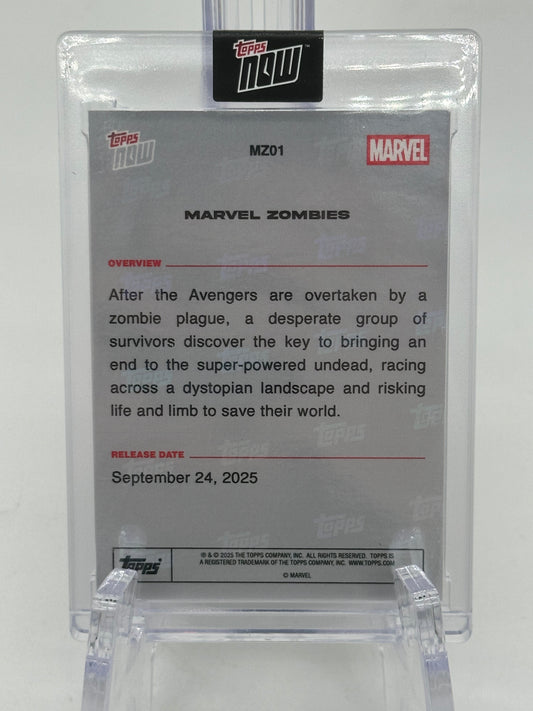 topps
NOW
topps
NOW
MZ01
MARVEL
MARVEL ZOMBIES
OVERVIEW
After the Avengers are overtaken by a
zombie plague, a desperate group of
survivors discover the key to bringing an
end to the super-powered undead, racing
across a dystopian landscape and risking
life and limb to save their world.
RELEASE DATE
September 24, 2025
topps
® & © 2025 THE TOPPS COMPANY, INC. ALL RIGHTS RESERVED. TOPPS IS
A REGISTERED TRADEMARK OF THE TOPPS COMPANY, INC. WWW.TOPPS.COM
© MARVEL